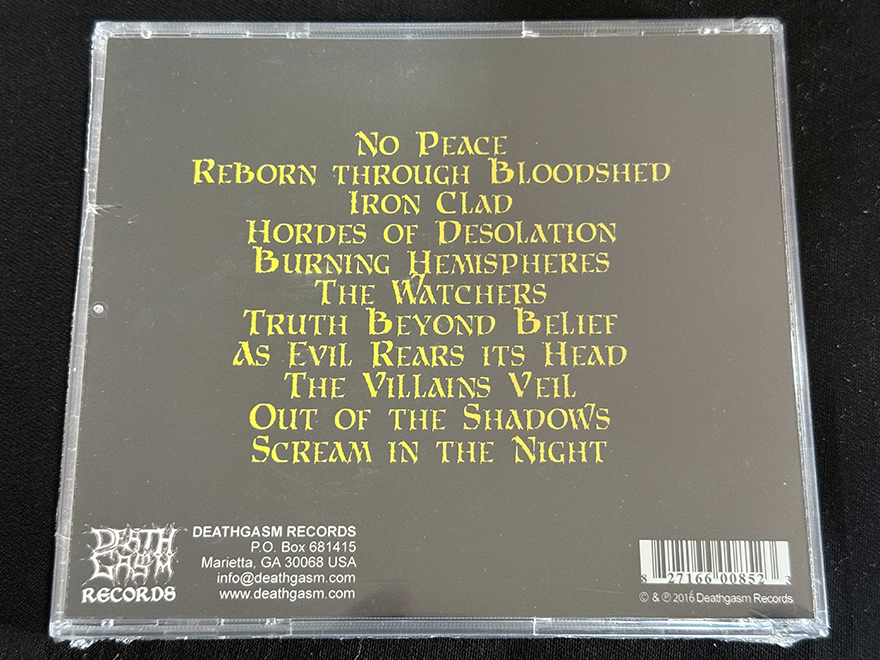 No Peace
Reborn through Bloodshed
Iron Clad
Hordes of Desolation
Burning Hemispheres
The Watchers
Truth Beyond Belief
As Evil Rears its Head
The Villains Veil
Out of the Shadows
Scream in the Night
DEATH
GASM
RECORDS
DEATHGASM RECORDS
P.O. Box 681415
Marietta, GA 30068 USA
info@deathgasm.com
www.deathgasm.com
8 27166 00852 8
© & ℗ 2016 Deathgasm Records